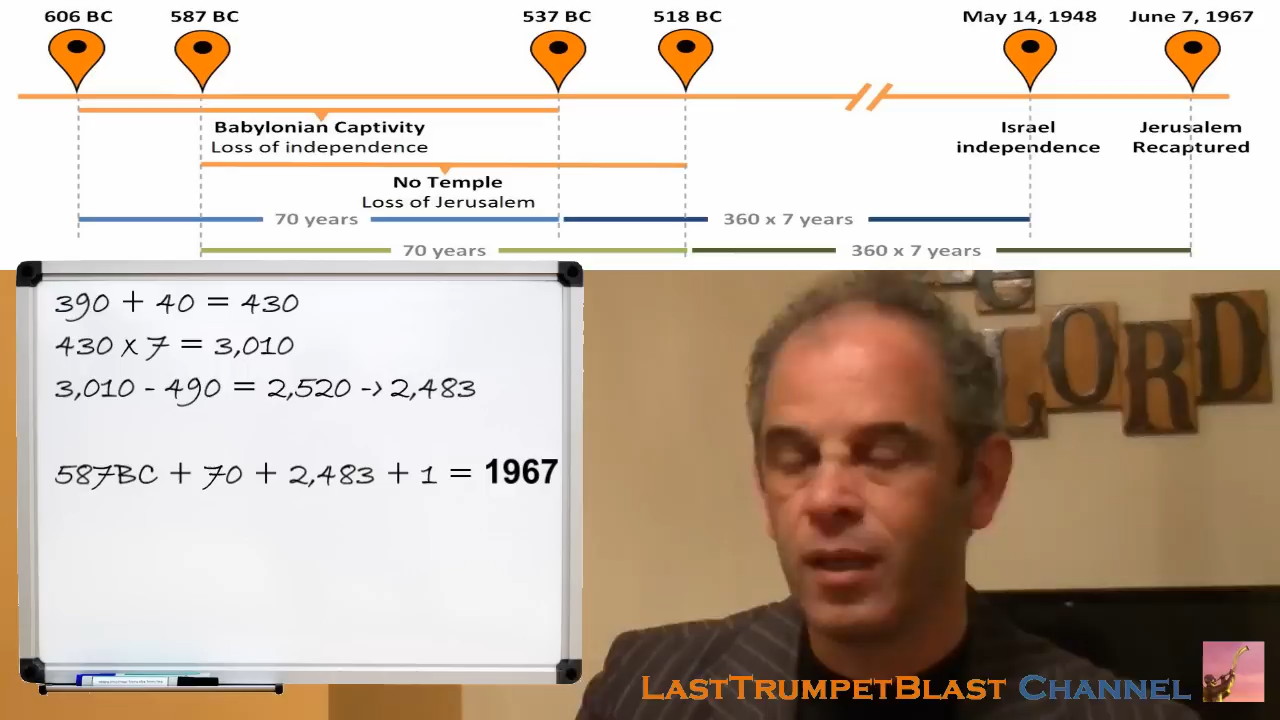 606 BC 587 BC 537 BC 518 BC May 14, 1948 June 7, 1967
Babylonian Captivity
Loss of independence
Israel
independence
Jerusalem
Recaptured
No Temple
Loss of Jerusalem
70 years 360 x 7 years
70 years 360 x 7 years
390 + 40 = 430
430 x 7 = 3,010
3,010 - 490 = 2,520 -> 2,483
587BC + 70 + 2,483 + 1 = 1967
LORD
LASTTRUMPETBLAST CHANNEL